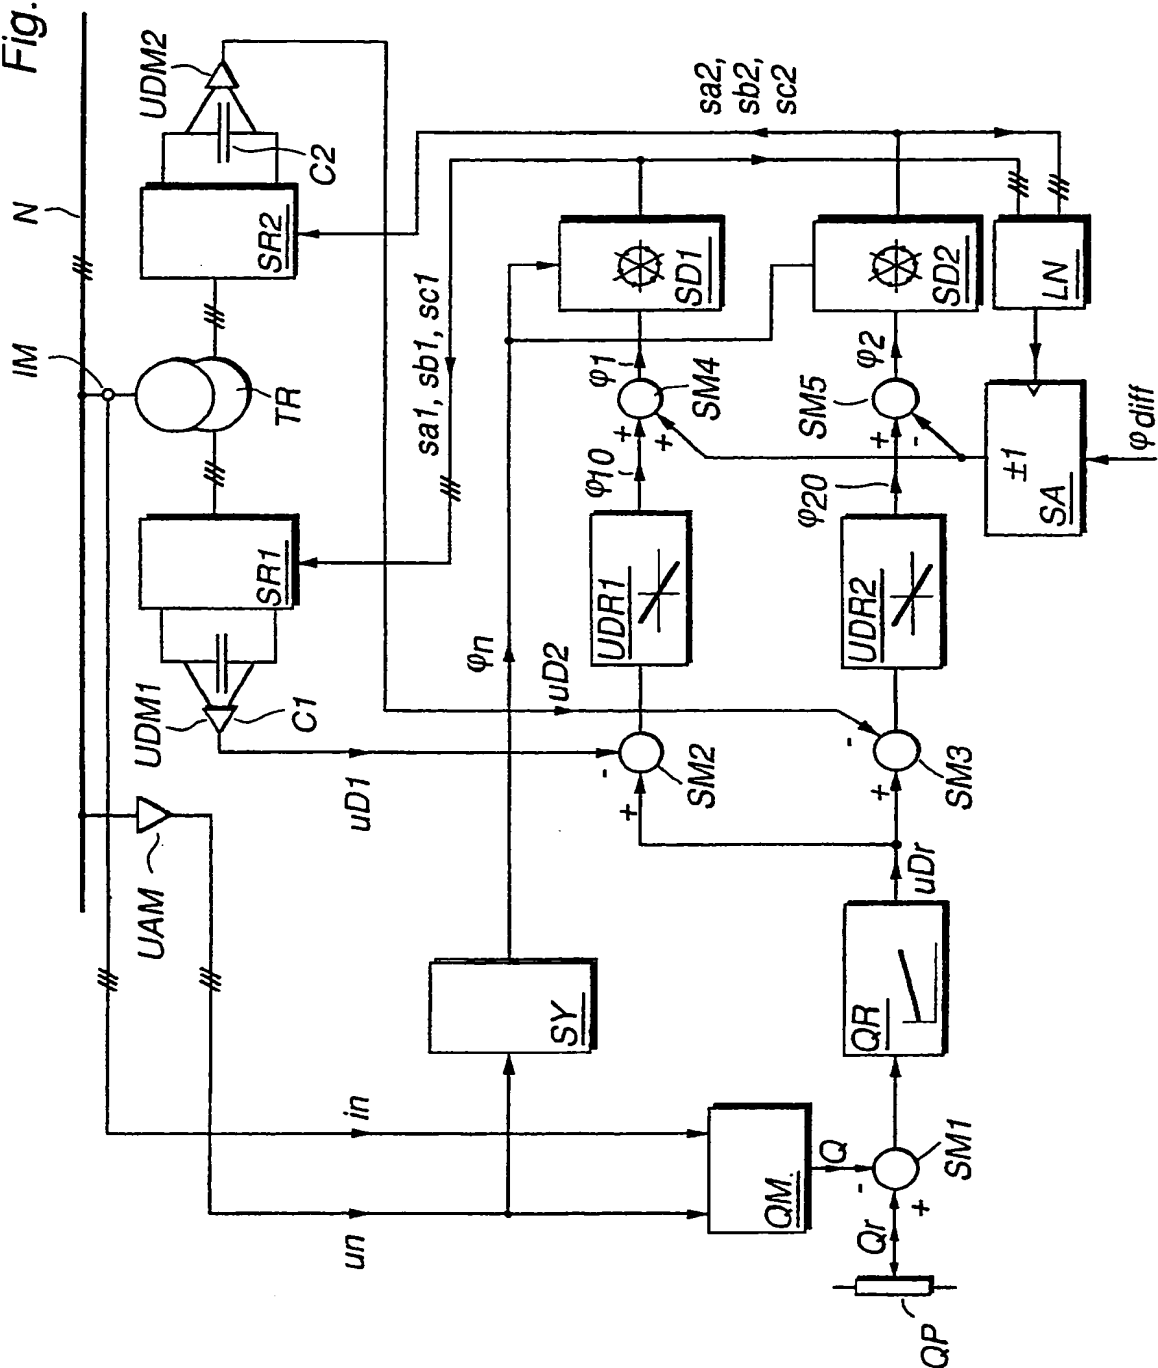 Fig.
UDM2
C2
N
SR2
IM
TR
SR1
UDM1
C1
UAM
sa2,
sb2,
sc2
sa1, sb1, sc1
SD1
SD2
LN
φ1
SM4
φ2
SM5
+
+
+
-
±1
SA
φdiff
φ10
φ20
UDR1
UDR2
φn
uD2
uD1
-
+
SM2
-
+
SM3
uDr
SY
QR
in
un
QM
Q
-
+
SM1
Qr
QP